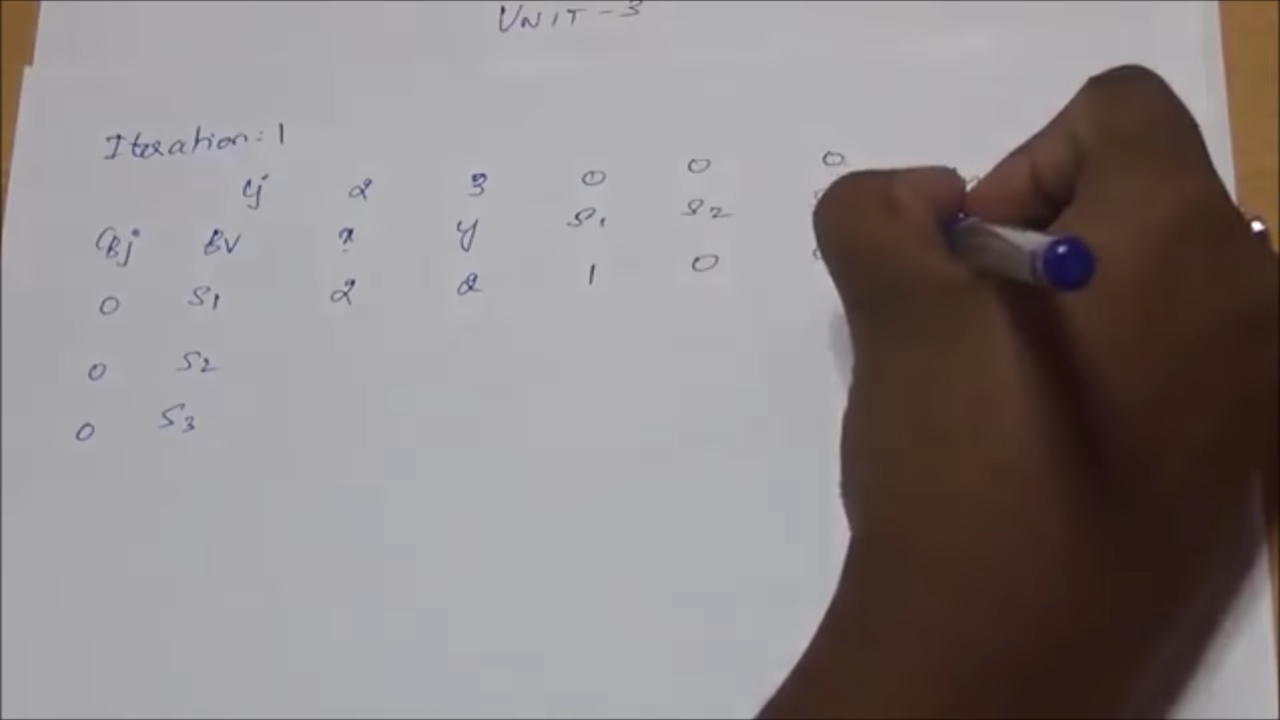 UNIT-3
Iteration: 1
Cj 2 3 0 0 0
CBj BV x y S1 S2
0 S1 2 2 1 0
0 S2
0 S3